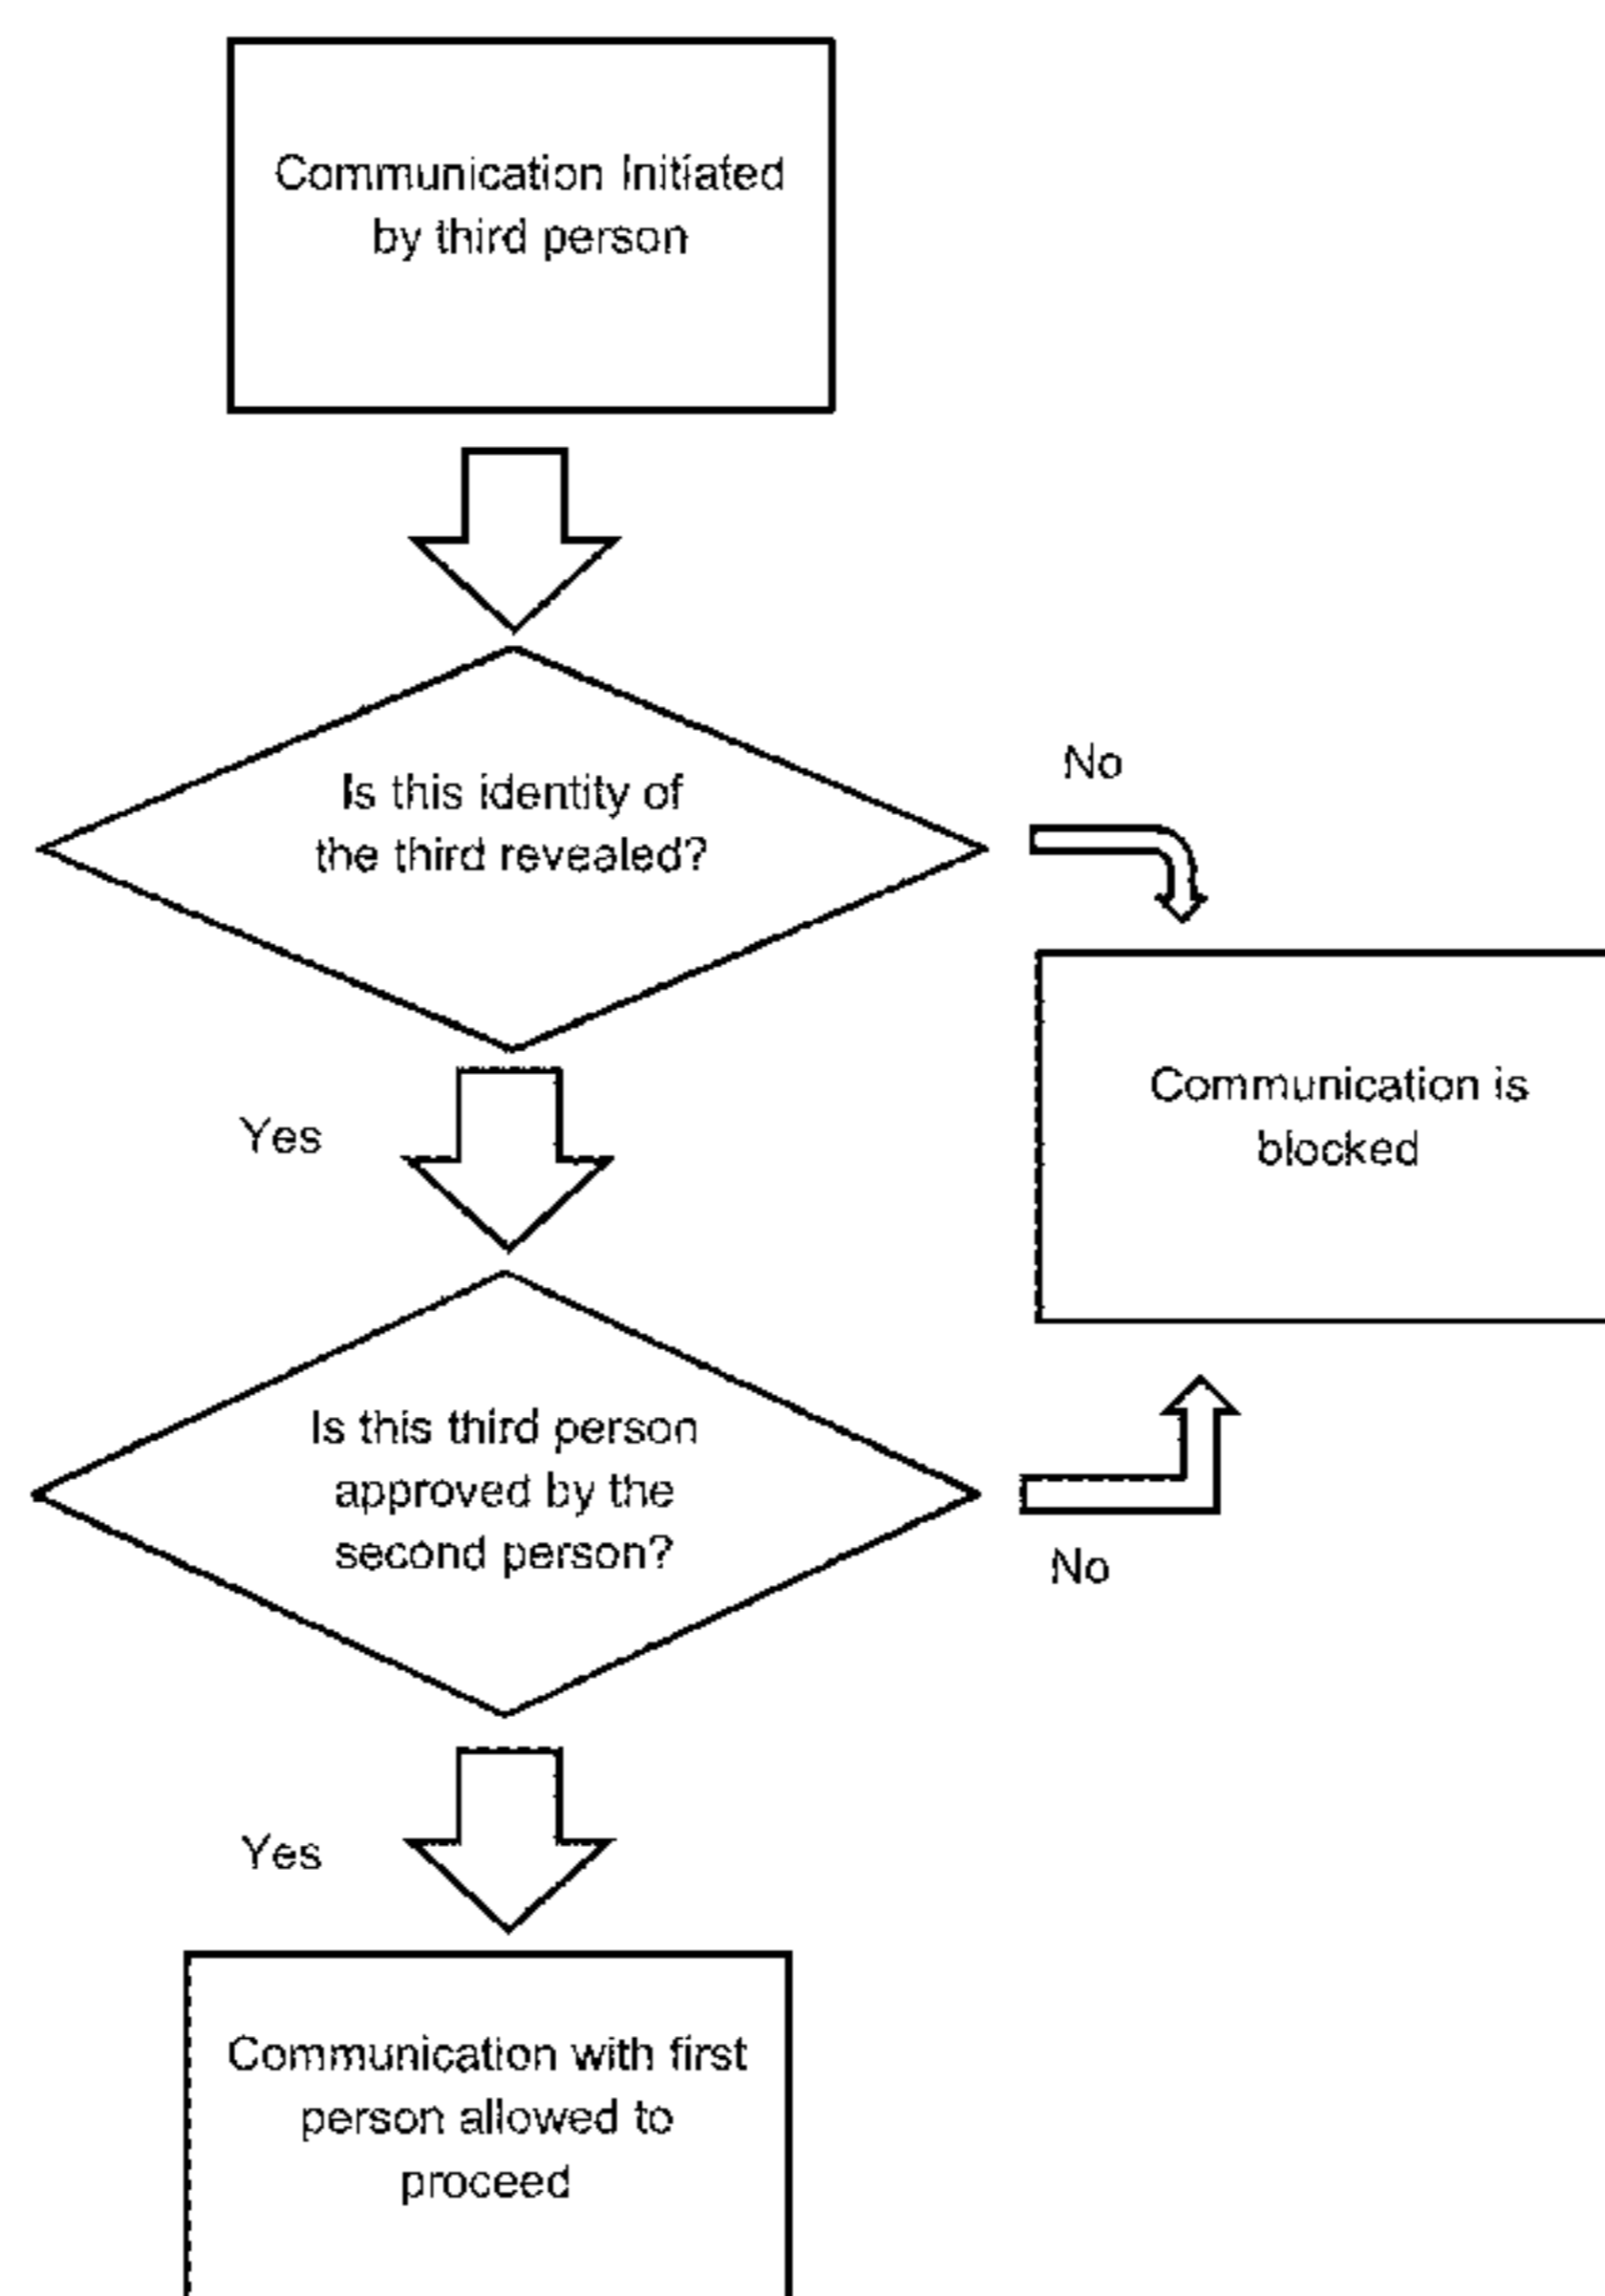 Communication Initiated
by third person
Is this identity of
the third revealed?
No
Communication is
blocked
Yes
Is this third person
approved by the
second person?
No
Yes
Communication with first
person allowed to
proceed